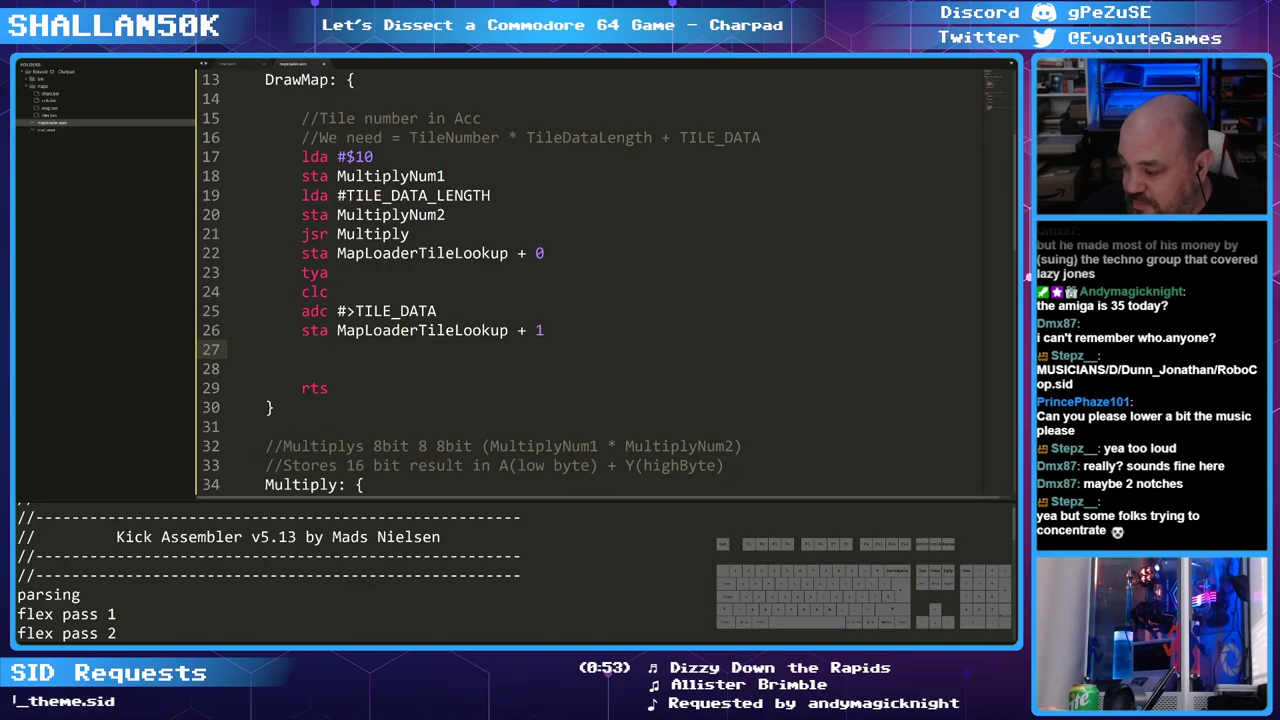 SHALLAN50K
Let's Dissect a Commodore 64 Game - Charpad
Discord gPeZuSE
Twitter @EvoluteGames
FOLDERS
13 DrawMap: {
14
15 //Tile number in Acc
16 //We need = TileNumber * TileDataLength + TILE_DATA
17 lda #$10
18 sta MultiplyNum1
19 lda #TILE_DATA_LENGTH
20 sta MultiplyNum2
21 jsr Multiply
22 sta MapLoaderTileLookup + 0
23 tya
24 clc
25 adc #>TILE_DATA
26 sta MapLoaderTileLookup + 1
27
28
29 rts
30 }
31
32 //Multiplys 8bit 8 8bit (MultiplyNum1 * MultiplyNum2)
33 //Stores 16 bit result in A(low byte) + Y(highByte)
34 Multiply: {
//------------------------------------------------------
// Kick Assembler v5.13 by Mads Nielsen
//------------------------------------------------------
//------------------------------------------------------
parsing
flex pass 1
flex pass 2
Dmx87:
but he made most of his money by
(suing) the techno group that covered
lazy jones
Andymagicknight:
the amiga is 35 today?
Dmx87:
i can't remember who.anyone?
Stepz__:
MUSICIANS/D/Dunn_Jonathan/RoboC
op.sid
PrincePhaze101:
Can you please lower a bit the music
please
Stepz__: yea too loud
Dmx87: really? sounds fine here
Dmx87: maybe 2 notches
Stepz__:
yea but some folks trying to
concentrate
SID Requests
!_theme.sid
(0:53) ♫ Dizzy Down the Rapids
♫ Allister Brimble
♪ Requested by andymagicknight